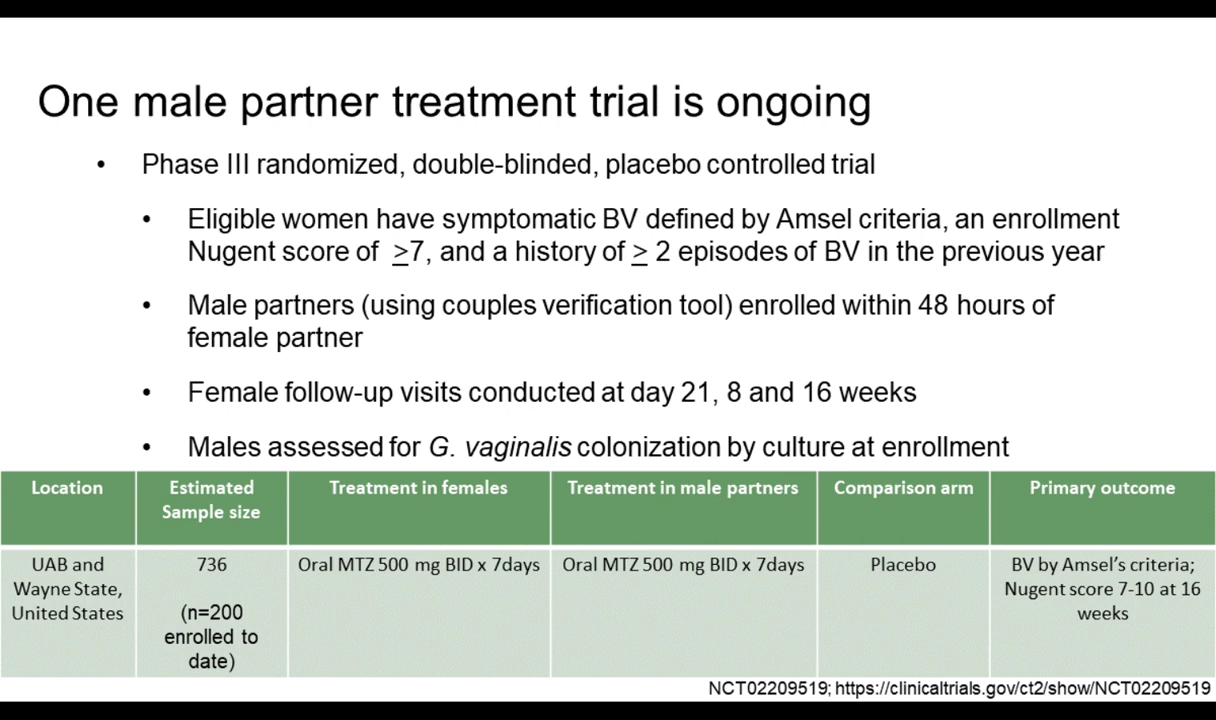 One male partner treatment trial is ongoing
• Phase III randomized, double-blinded, placebo controlled trial
• Eligible women have symptomatic BV defined by Amsel criteria, an enrollment
Nugent score of ≥7, and a history of ≥ 2 episodes of BV in the previous year
• Male partners (using couples verification tool) enrolled within 48 hours of
female partner
• Female follow-up visits conducted at day 21, 8 and 16 weeks
• Males assessed for G. vaginalis colonization by culture at enrollment
Location
Estimated
Sample size
Treatment in females
Treatment in male partners
Comparison arm
Primary outcome
UAB and
Wayne State,
United States
736
(n=200
enrolled to
date)
Oral MTZ 500 mg BID x 7days
Oral MTZ 500 mg BID x 7days
Placebo
BV by Amsel's criteria;
Nugent score 7-10 at 16
weeks
NCT02209519; https://clinicaltrials.gov/ct2/show/NCT02209519